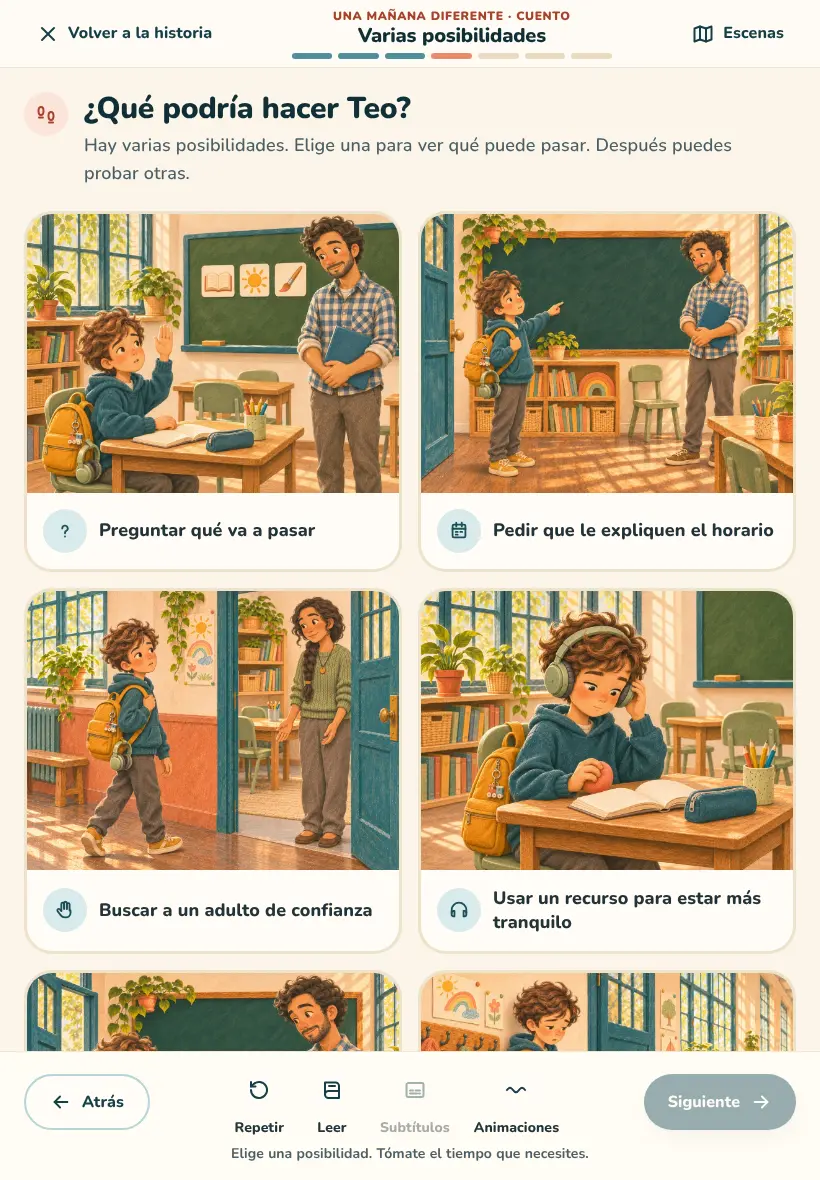 Volver a la historia
UNA MAÑANA DIFERENTE · CUENTO
Varias posibilidades
Escenas
¿Qué podría hacer Teo?
Hay varias posibilidades. Elige una para ver qué puede pasar. Después puedes
probar otras.
? Preguntar qué va a pasar
Pedir que le expliquen el horario
Buscar a un adulto de confianza
Usar un recurso para estar más
tranquilo
Atrás
Repetir
Leer
Subtítulos
Animaciones
Siguiente
Elige una posibilidad. Tómate el tiempo que necesites.